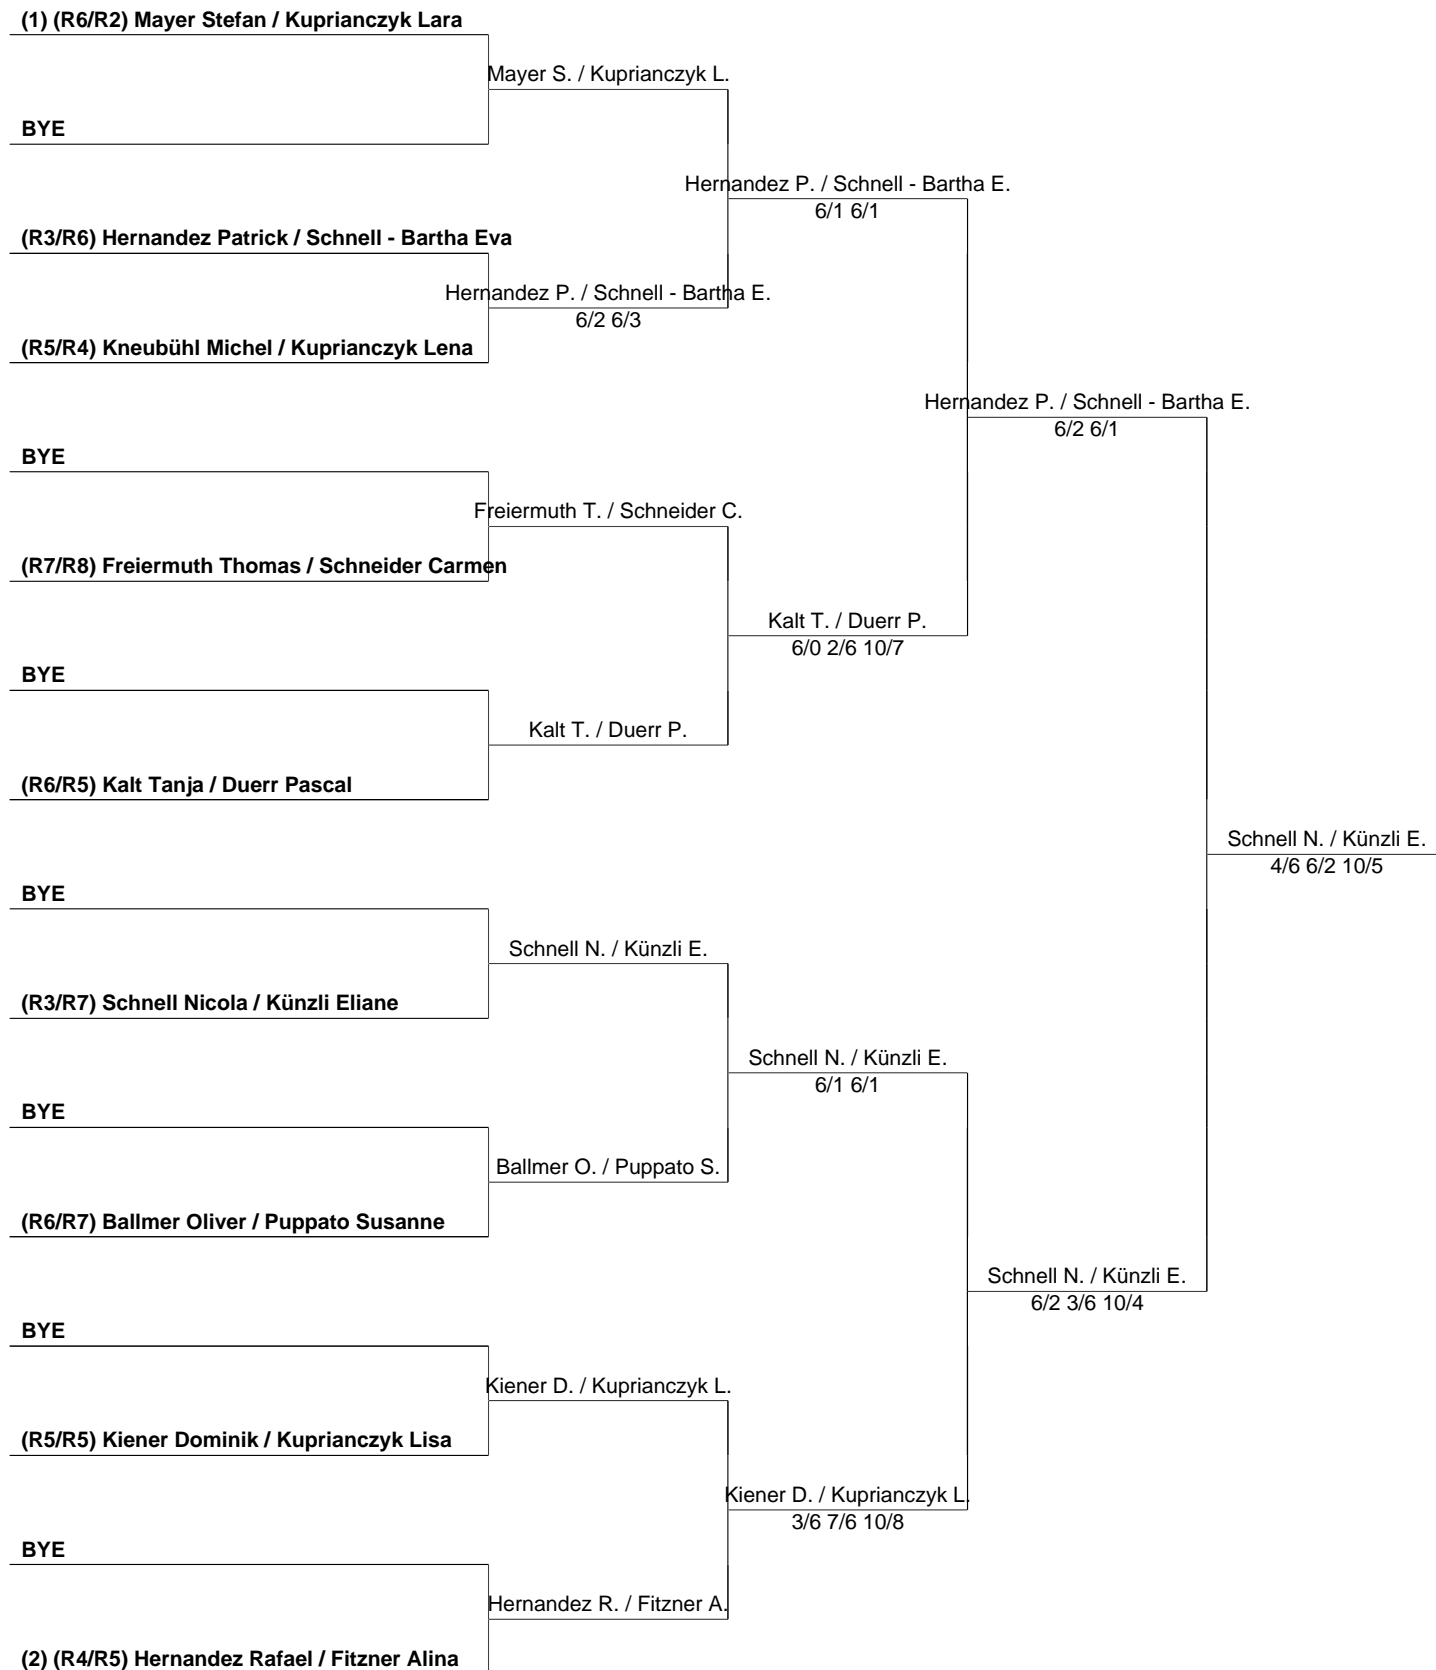 (1) (R6/R2) Mayer Stefan / Kuprianczyk Lara
Mayer S. / Kuprianczyk L.
BYE
Hernandez P. / Schnell - Bartha E.
6/1 6/1
(R3/R6) Hernandez Patrick / Schnell - Bartha Eva
Hernandez P. / Schnell - Bartha E.
6/2 6/3
(R5/R4) Kneubühl Michel / Kuprianczyk Lena
Hernandez P. / Schnell - Bartha E.
6/2 6/1
BYE
Freiermuth T. / Schneider C.
(R7/R8) Freiermuth Thomas / Schneider Carmen
Kalt T. / Duerr P.
6/0 2/6 10/7
BYE
Kalt T. / Duerr P.
(R6/R5) Kalt Tanja / Duerr Pascal
Schnell N. / Künzli E.
4/6 6/2 10/5
BYE
Schnell N. / Künzli E.
(R3/R7) Schnell Nicola / Künzli Eliane
Schnell N. / Künzli E.
6/1 6/1
BYE
Ballmer O. / Puppato S.
(R6/R7) Ballmer Oliver / Puppato Susanne
Schnell N. / Künzli E.
6/2 3/6 10/4
BYE
Kiener D. / Kuprianczyk L.
(R5/R5) Kiener Dominik / Kuprianczyk Lisa
Kiener D. / Kuprianczyk L.
3/6 7/6 10/8
BYE
Hernandez R. / Fitzner A.
(2) (R4/R5) Hernandez Rafael / Fitzner Alina